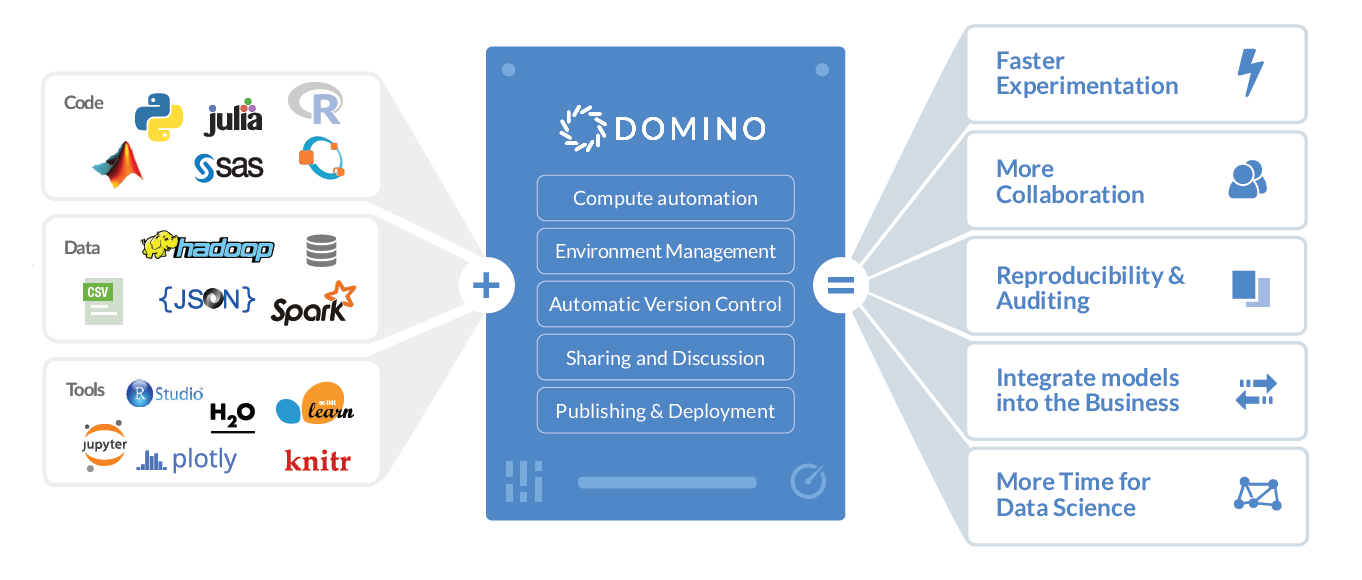 Code
julia
R
sas
Data
hadoop
CSV
{JSON}
Spark
Tools
R Studio
H2O
scikit
learn
jupyter
plotly
knitr
+
DOMINO
Compute automation
Environment Management
Automatic Version Control
Sharing and Discussion
Publishing & Deployment
=
Faster
Experimentation
More
Collaboration
Reproducibility &
Auditing
Integrate models
into the Business
More Time for
Data Science